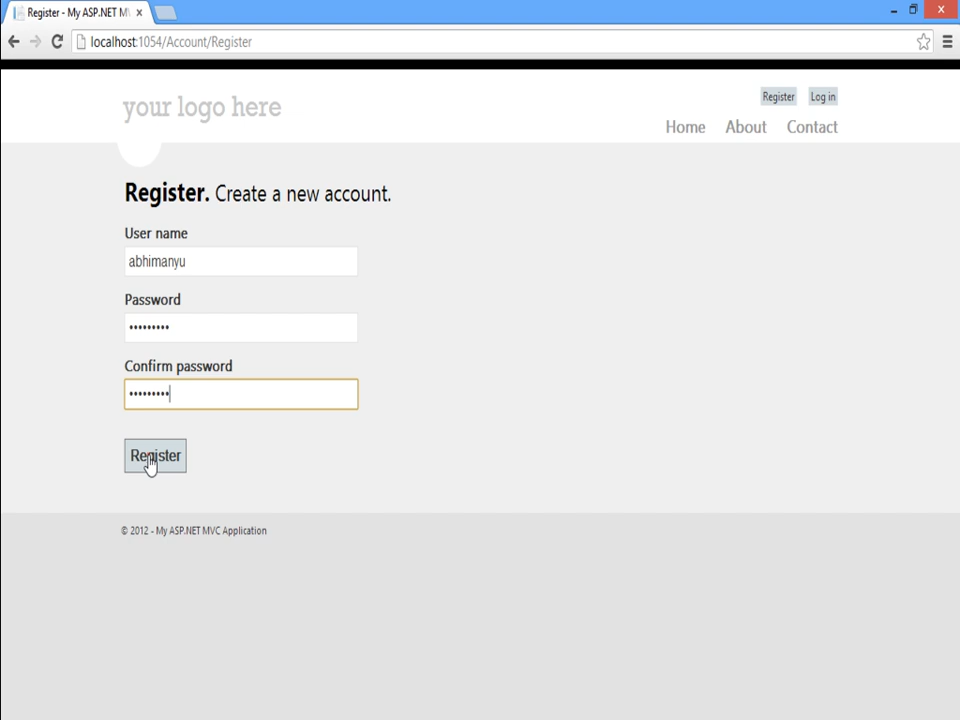 Register - My ASP.NET M
localhost:1054/Account/Register
your logo here
Register Log in
Home About Contact
Register. Create a new account.
User name
abhimanyu
Password
•••••••••
Confirm password
•••••••••
Register
© 2012 - My ASP.NET MVC Application